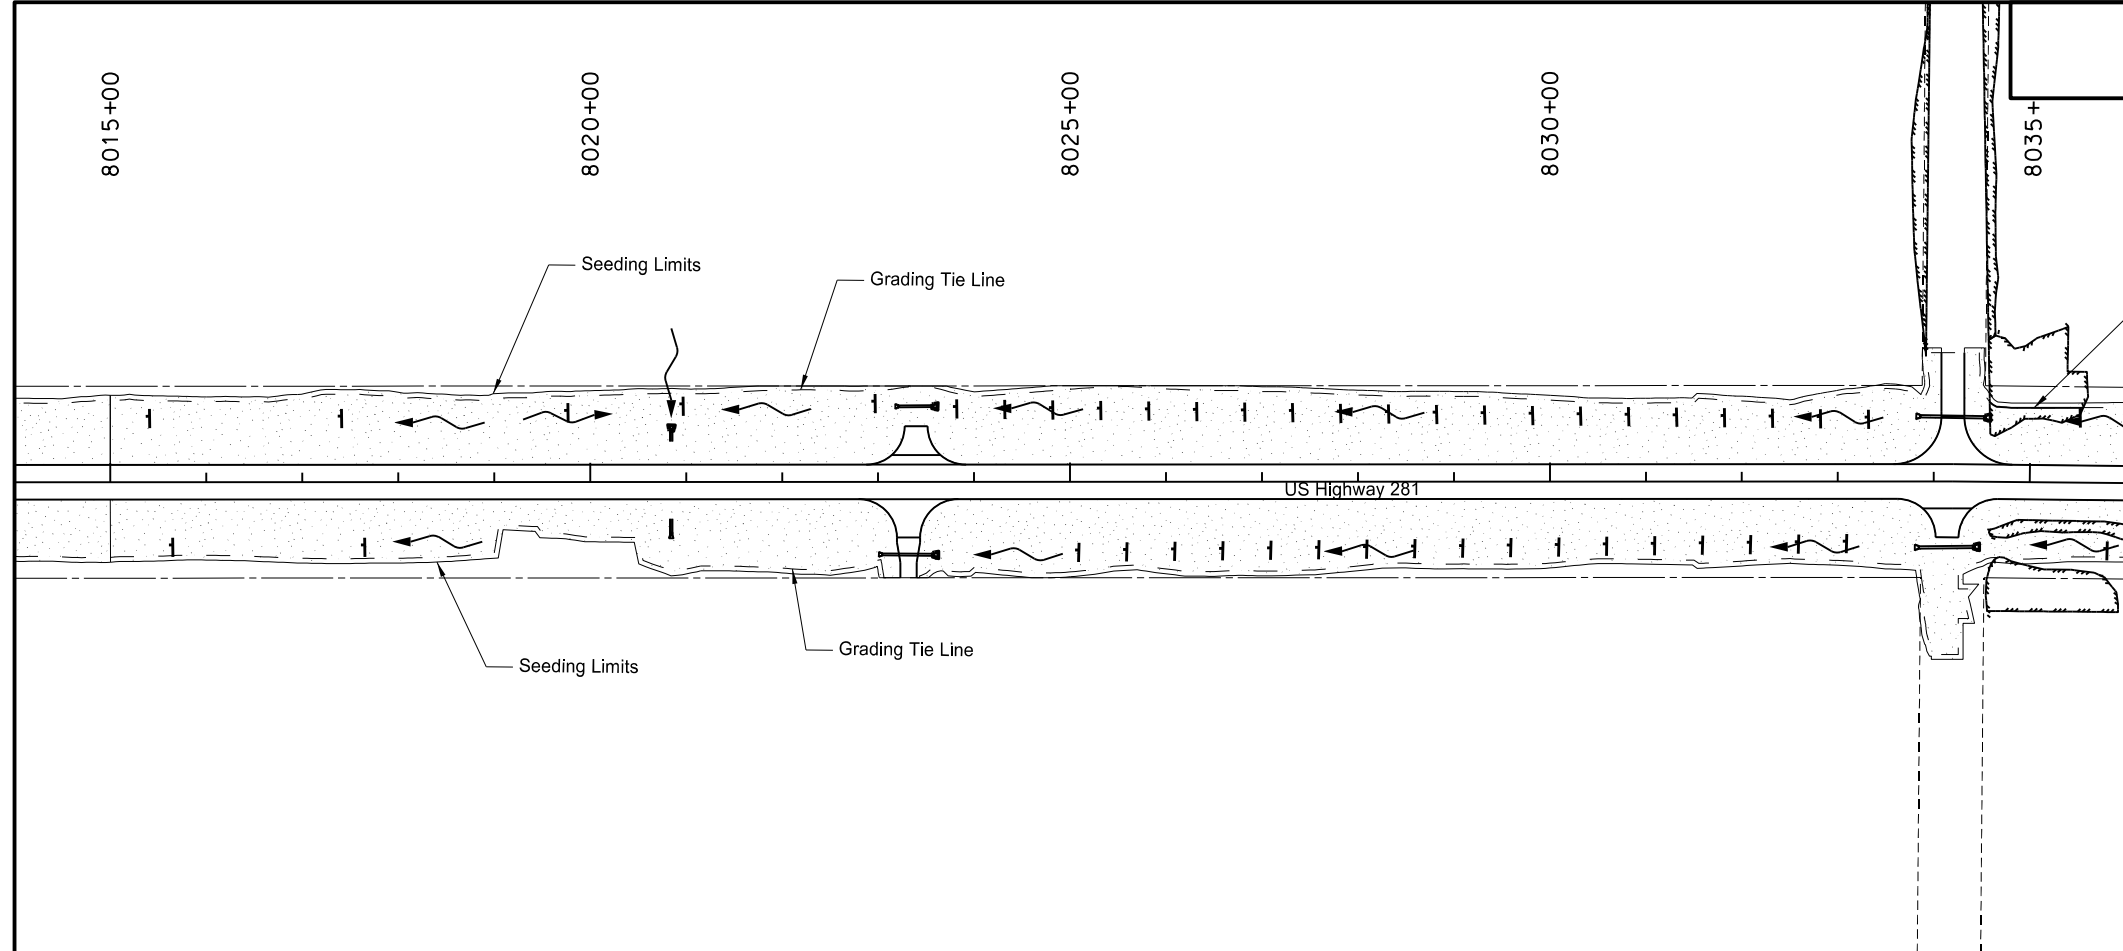 8015+00
8020+00
8025+00
8030+00
8035+
Seeding Limits
Grading Tie Line
US Highway 281
Grading Tie Line
Seeding Limits